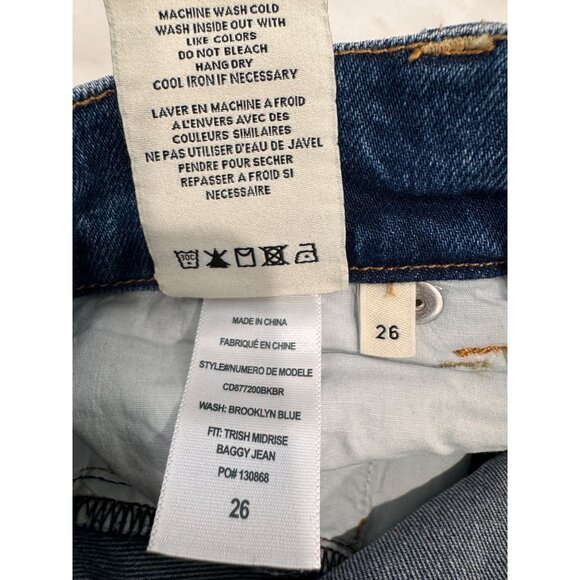 MACHINE WASH COLD
WASH INSIDE OUT WITH
LIKE COLORS
DO NOT BLEACH
HANG DRY
COOL IRON IF NECESSARY
LAVER EN MACHINE A FROID
A L'ENVERS AVEC DES
COULEURS SIMILAIRES
NE PAS UTILISER D'EAU DE JAVEL
PENDRE POUR SECHER
REPASSER A FROID SI
NECESSAIRE
30C
MADE IN CHINA
FABRIQUÉ EN CHINE
STYLE#/NUMERO DE MODELE
CD877200BKBR
WASH: BROOKLYN BLUE
FIT: TRISH MIDRISE
BAGGY JEAN
PO# 130868
26
26